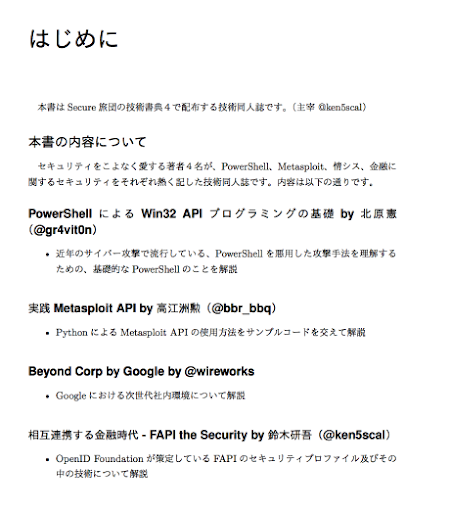 はじめに
本書は Secure 旅団の技術書典４で配布する技術同人誌です。（主宰 @ken5scal）
本書の内容について
セキュリティをこよなく愛する著者４名が、PowerShell、Metasploit、情シス、金融に
関するセキュリティをそれぞれ熱く記した技術同人誌です。内容は以下の通りです。
PowerShell による Win32 API プログラミングの基礎 by 北原憲
（@gr4vit0n）
• 近年のサイバー攻撃で流行している、PowerShell を悪用した攻撃手法を理解する
ための、基礎的な PowerShell のことを解説
実践 Metasploit API by 高江洲勲（@bbr_bbq）
• Python による Metasploit API の使用方法をサンプルコードを交えて解説
Beyond Corp by Google by @wireworks
• Google における次世代社内環境について解説
相互連携する金融時代 - FAPI the Security by 鈴木研吾（@ken5scal）
• OpenID Foundation が策定している FAPI のセキュリティプロファイル及びその
中の技術について解説